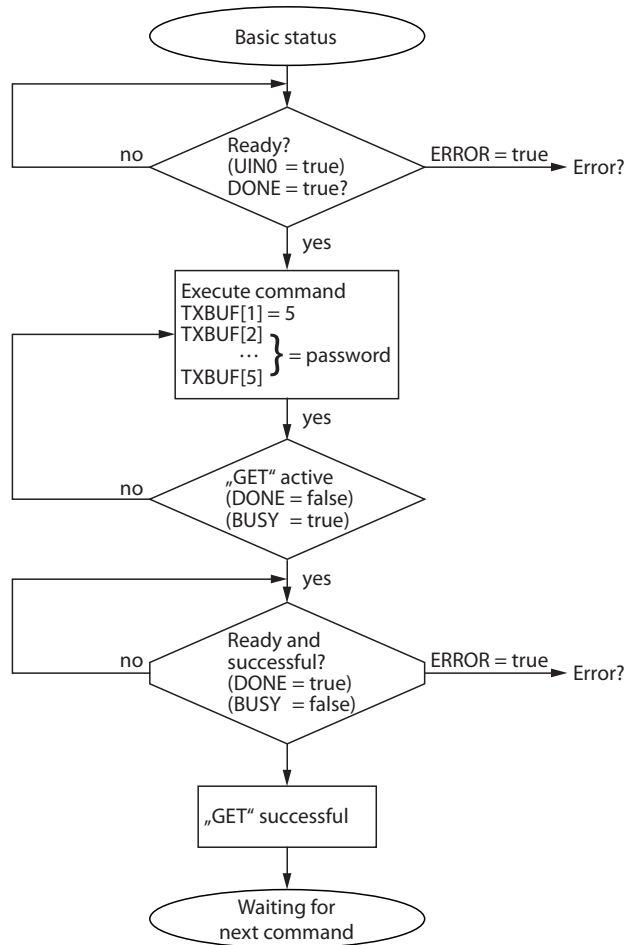 Basic status
no
Ready?
(UIN0 = true)
DONE = true?
ERROR = true
Error?
yes
Execute command
TXBUF[1] = 5
TXBUF[2]
... } = password
TXBUF[5]
yes
no
„GET“ active
(DONE = false)
(BUSY = true)
yes
no
Ready and
successful?
(DONE = true)
(BUSY = false)
ERROR = true
Error?
„GET“ successful
Waiting for
next command